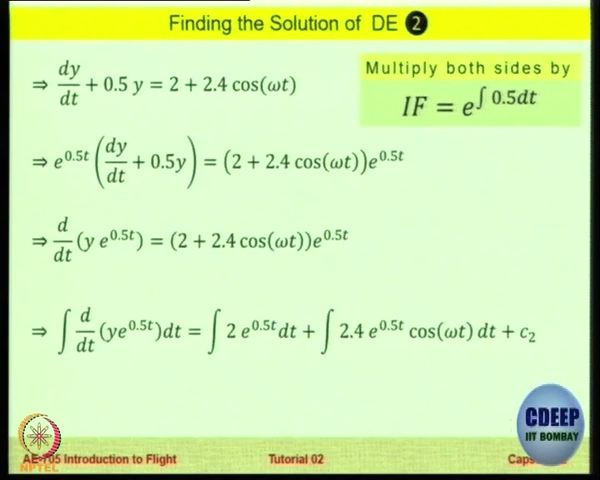 Finding the Solution of DE 2
⇒ dy/dt + 0.5 y = 2 + 2.4 cos(ωt)
Multiply both sides by
IF = e^∫ 0.5dt
⇒ e^0.5t (dy/dt + 0.5y) = (2 + 2.4 cos(ωt))e^0.5t
⇒ d/dt (y e^0.5t) = (2 + 2.4 cos(ωt))e^0.5t
⇒ ∫ d/dt (ye^0.5t)dt = ∫ 2 e^0.5t dt + ∫ 2.4 e^0.5t cos(ωt) dt + c₂
CDEEP
IIT BOMBAY
AE-705 Introduction to Flight Tutorial 02
NPTEL